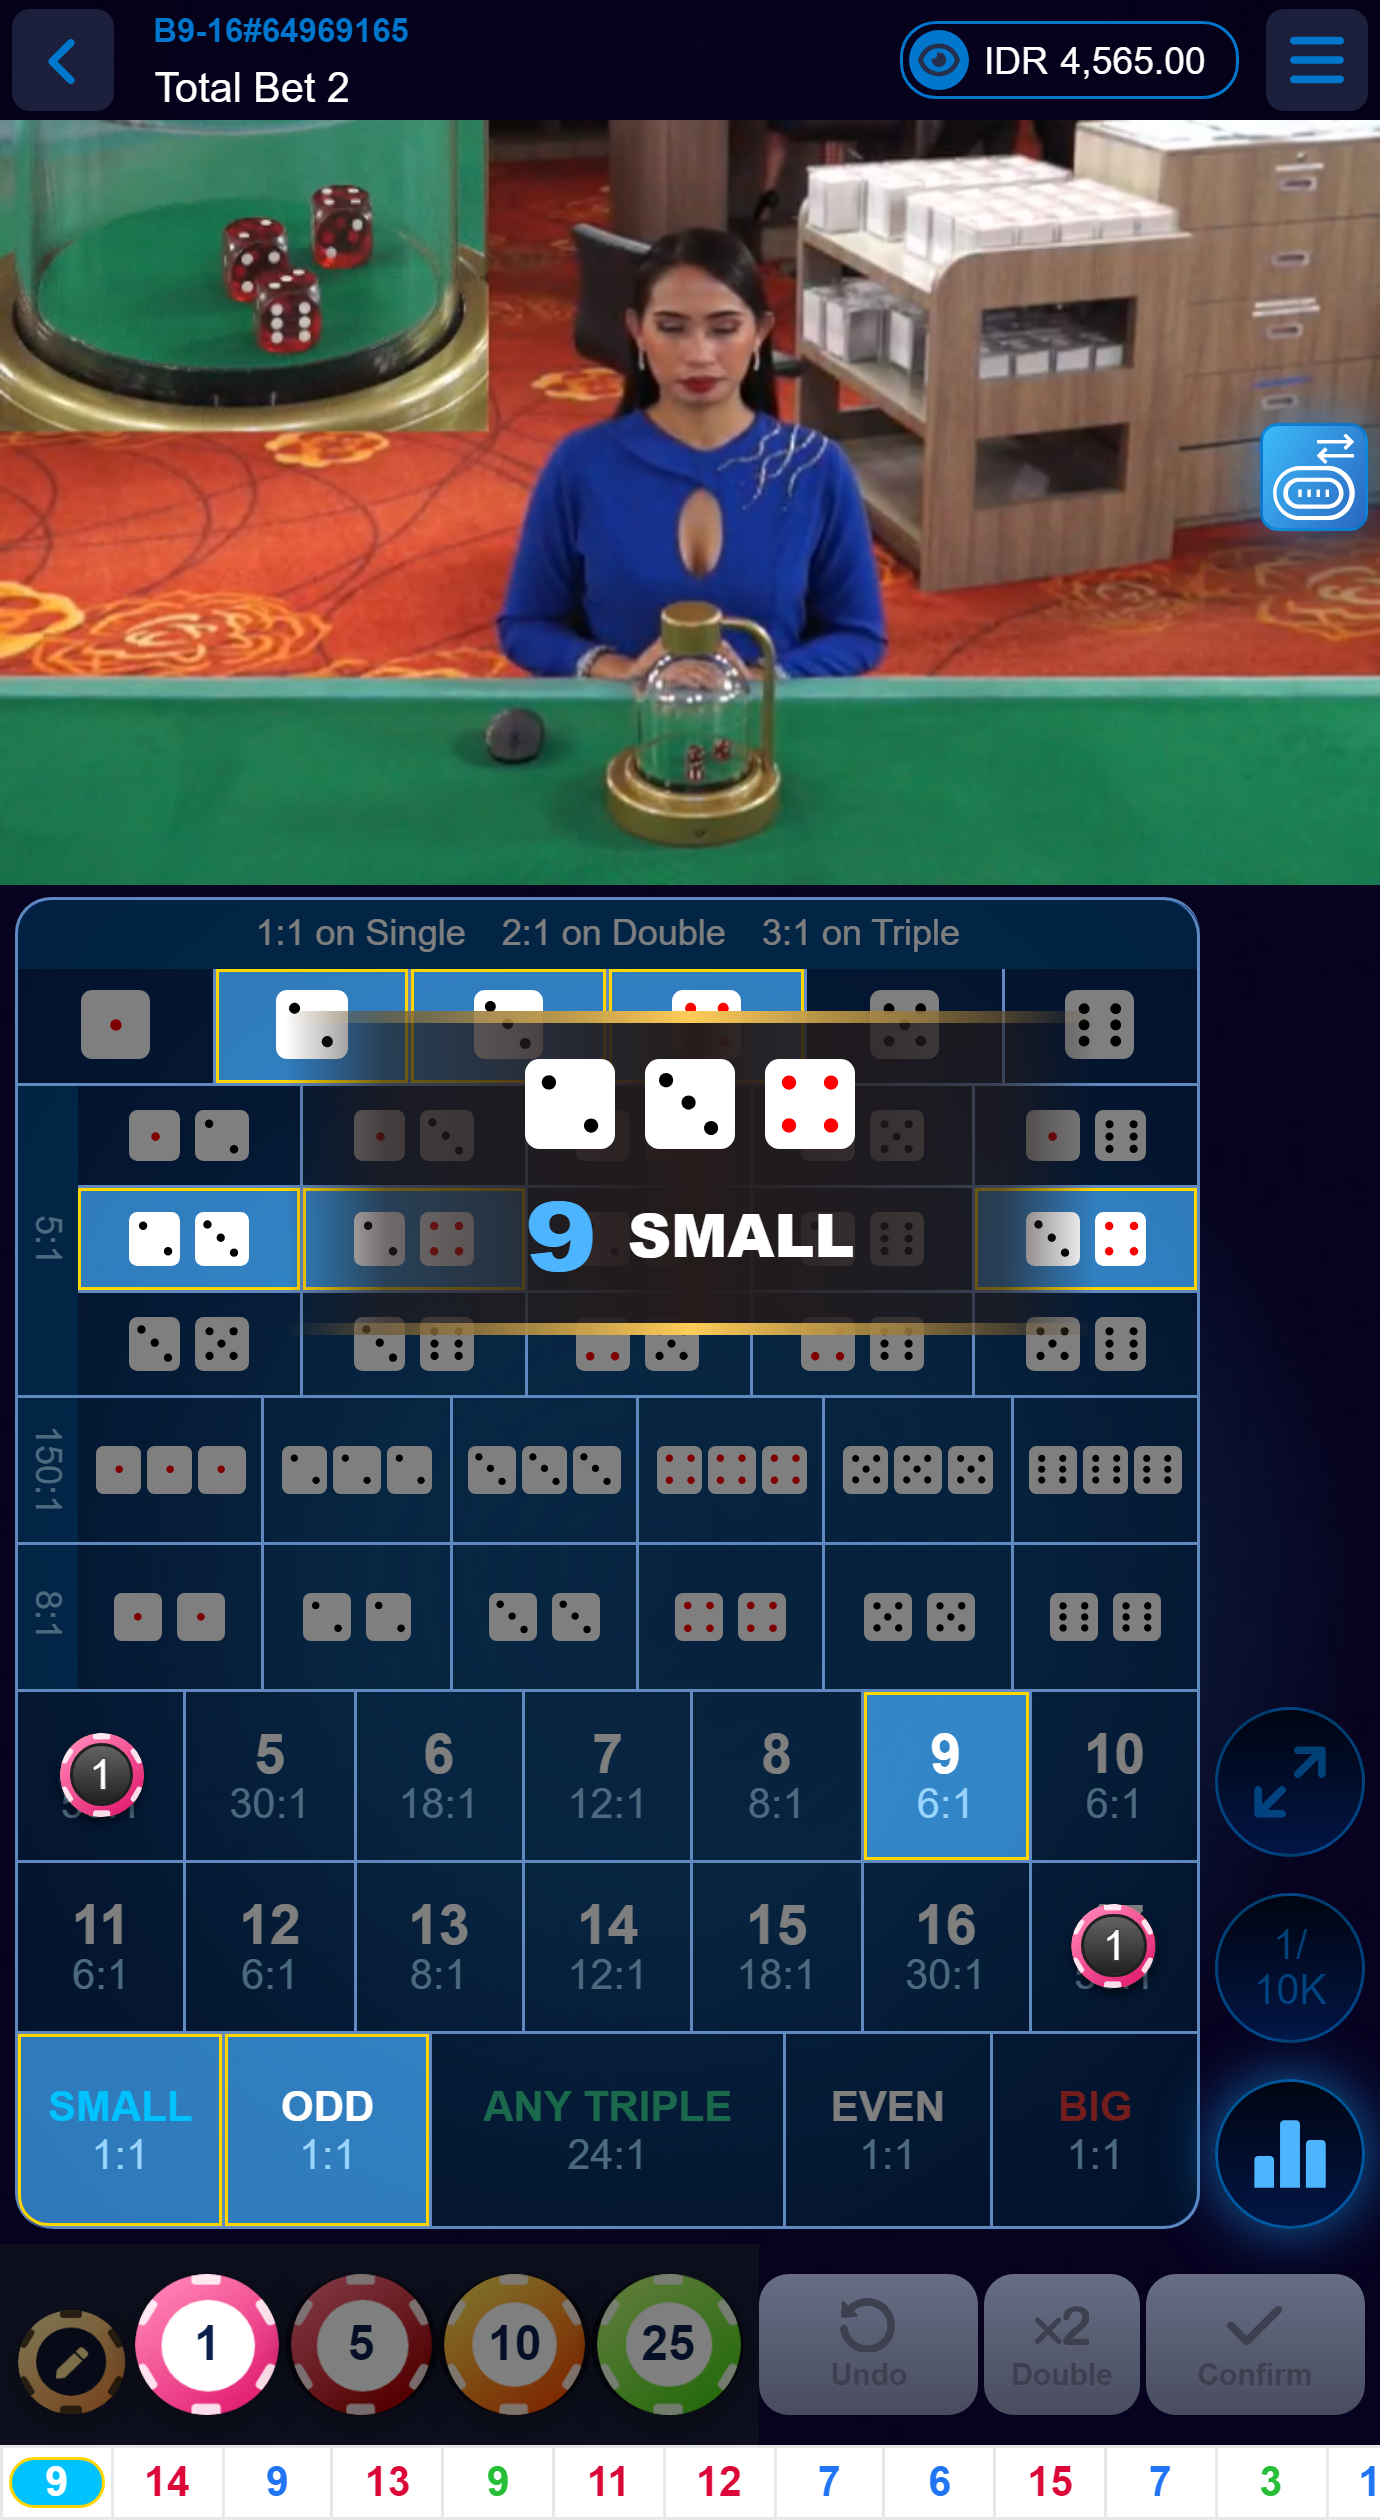 B9-16#64969165
Total Bet 2
IDR 4,565.00
1:1 on Single 2:1 on Double 3:1 on Triple
9 SMALL
5:1
150:1
8:1
1 5 6 7 8 9 10
30:1 18:1 12:1 8:1 6:1 6:1
11 12 13 14 15 16 1
6:1 6:1 8:1 12:1 18:1 30:1
1/
10K
SMALL ODD ANY TRIPLE EVEN BIG
1:1 1:1 24:1 1:1 1:1
1 5 10 25 x2
Undo Double Confirm
9 14 9 13 9 11 12 7 6 15 7 3 1